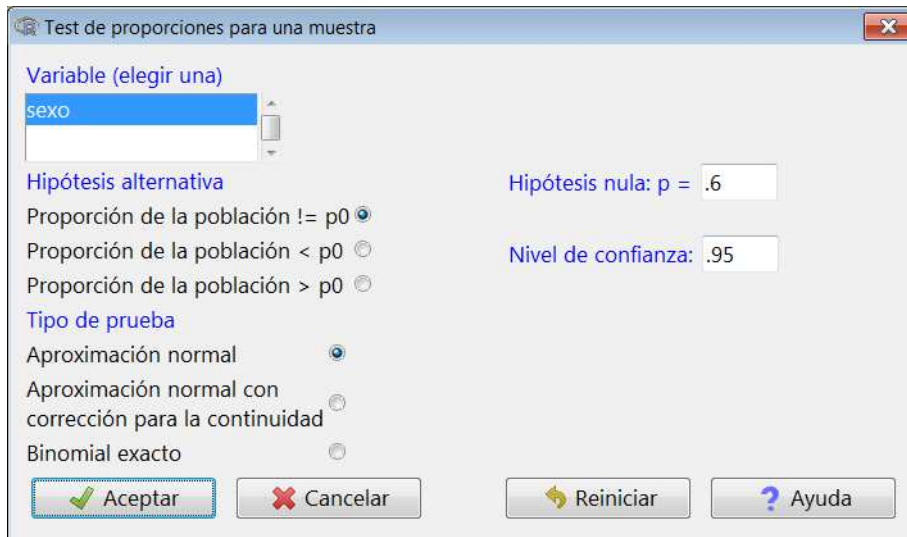 Test de proporciones para una muestra
Variable (elegir una)
sexo
Hipótesis alternativa
Proporción de la población != p0
Proporción de la población < p0
Proporción de la población > p0
Hipótesis nula: p = .6
Nivel de confianza: .95
Tipo de prueba
Aproximación normal
Aproximación normal con
corrección para la continuidad
Binomial exacto
Aceptar
Cancelar
Reiniciar
? Ayuda